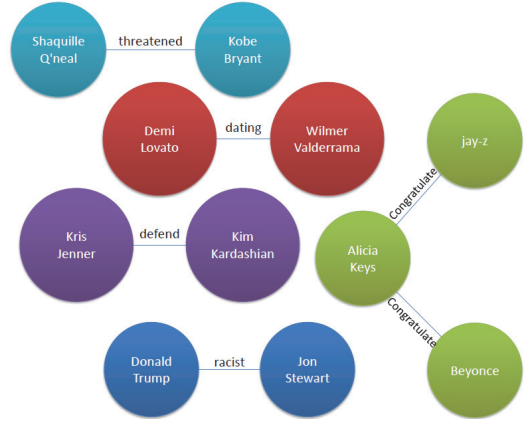 Shaquille
Q'neal
threatened
Kobe
Bryant
Demi
Lovato
dating
Wilmer
Valderrama
jay-z
Congratulate
Kris
Jenner
defend
Kim
Kardashian
Alicia
Keys
Congratulate
Donald
Trump
racist
Jon
Stewart
Beyonce